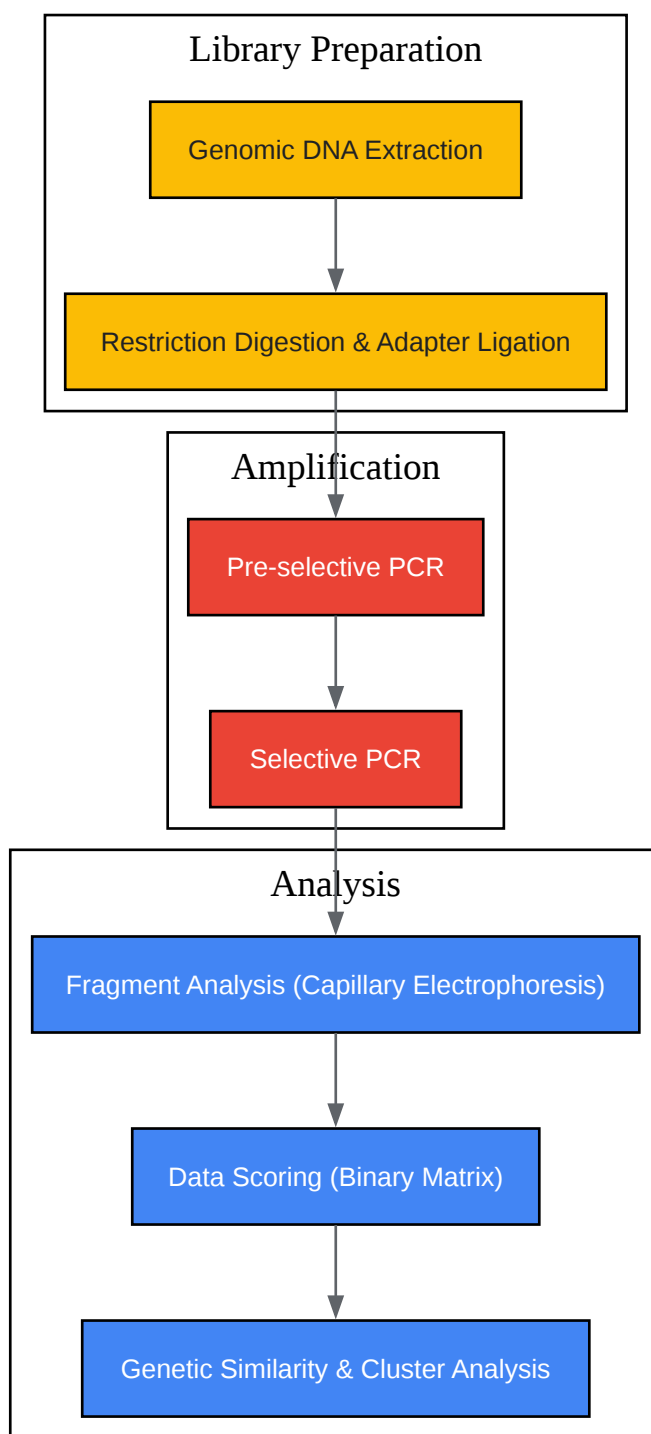 Library Preparation
Genomic DNA Extraction
Restriction Digestion & Adapter Ligation
Amplification
Pre-selective PCR
Selective PCR
Analysis
Fragment Analysis (Capillary Electrophoresis)
Data Scoring (Binary Matrix)
Genetic Similarity & Cluster Analysis